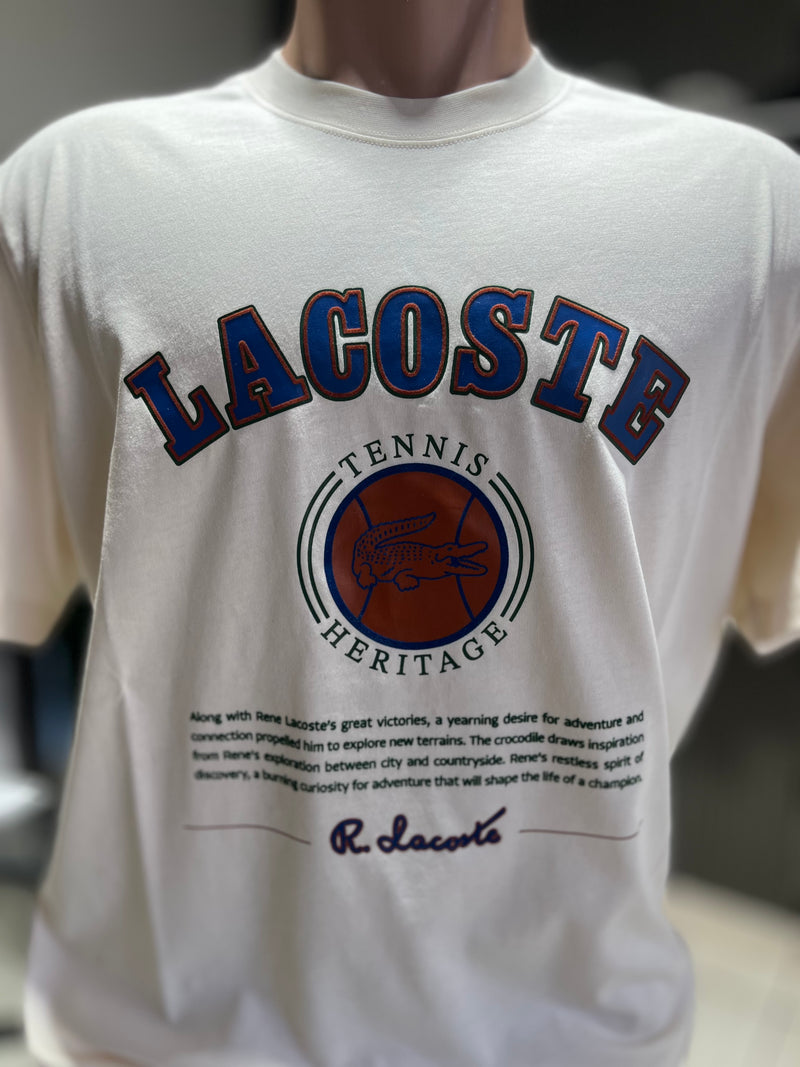 LACOSTE
TENNIS
HERITAGE
Along with Rene Lacoste's great victories, a yearning desire for adventure and
connection propelled him to explore new terrains. The crocodile draws inspiration
from Rene's exploration between city and countryside. Rene's restless spirit of
discovery, a burning curiosity for adventure that will shape the life of a champion.
R. Lacoste